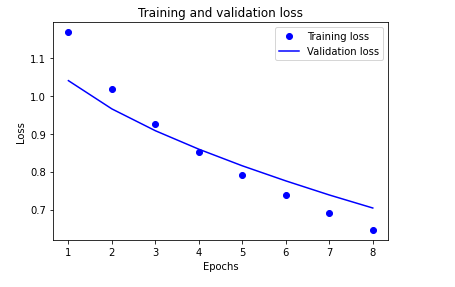 Training and validation loss
Training loss
Validation loss
1.1
1.0
0.9
0.8
0.7
Loss
1 2 3 4 5 6 7 8
Epochs